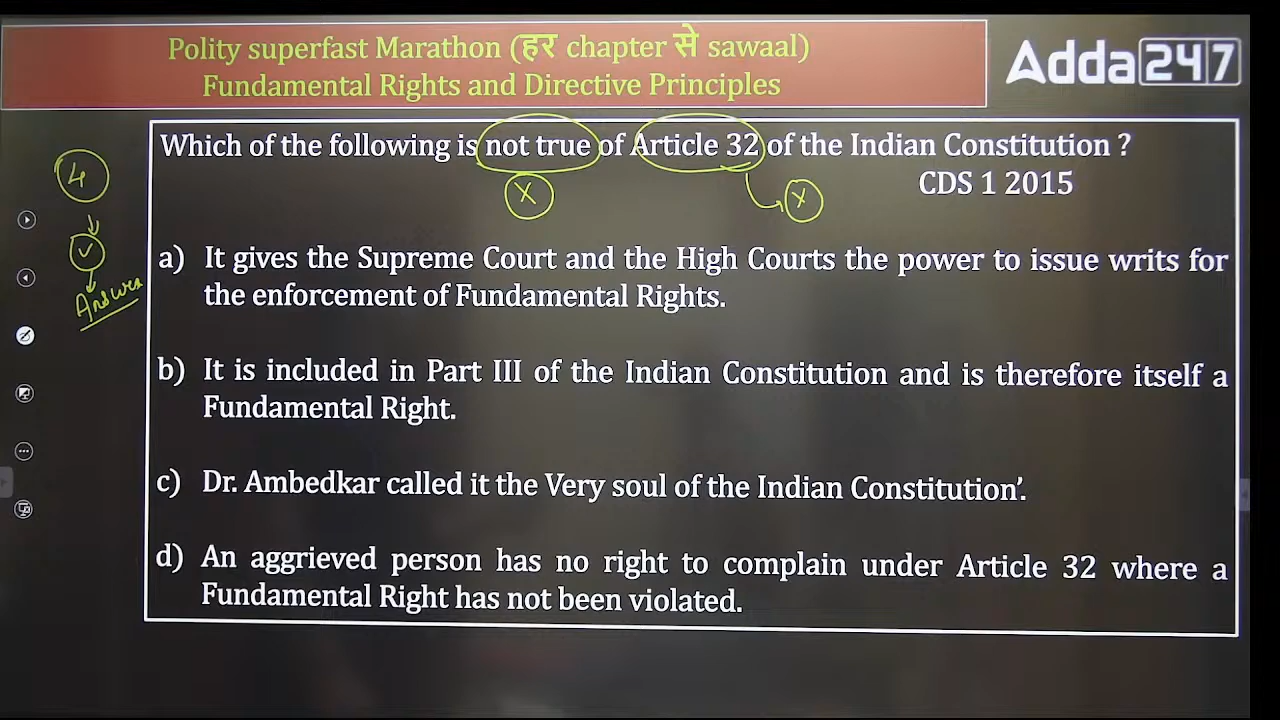 Polity superfast Marathon (हर chapter से sawaal)
Fundamental Rights and Directive Principles
Adda247
Which of the following is not true of Article 32 of the Indian Constitution ?
CDS 1 2015
4
Answer
a) It gives the Supreme Court and the High Courts the power to issue writs for
the enforcement of Fundamental Rights.
b) It is included in Part III of the Indian Constitution and is therefore itself a
Fundamental Right.
c) Dr. Ambedkar called it the Very soul of the Indian Constitution'.
d) An aggrieved person has no right to complain under Article 32 where a
Fundamental Right has not been violated.